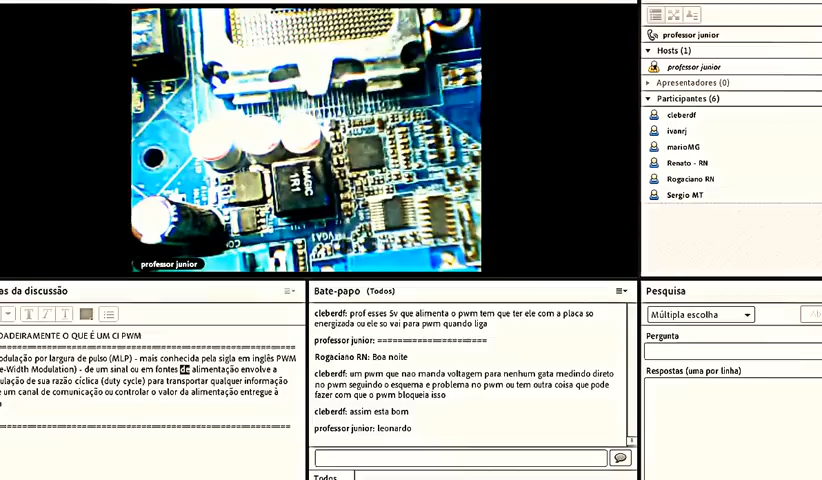 MAGIC
1R1
VGA1
professor junior
professor junior
Hosts (1)
professor junior
Apresentadores (0)
Participantes (6)
cleberdf
ivanrj
marioMG
Renato - RN
Rogaciano RN
Sergio MT
as da discussão
DADEIRAMENTE O QUE É UM CI PWM
===============================================
odulação por largura de pulso (MLP) - mais conhecida pela sigla em inglês PWM
e-Width Modulation) - de um sinal ou em fontes de alimentação envolve a
ulação de sua razão cíclica (duty cycle) para transportar qualquer informação
e um canal de comunicação ou controlar o valor da alimentação entregue à
===============================================
Bate-papo (Todos)
cleberdf: prof esses 5v que alimenta o pwm tem que ter ele com a placa so
energizada ou ele so vai para pwm quando liga
professor junior: ======================
Rogaciano RN: Boa noite
cleberdf: um pwm que nao manda voltagem para nenhum gata medindo direto
no pwm seguindo o esquema e problema no pwm ou tem outra coisa que pode
fazer com que o pwm bloqueia isso
cleberdf: assim esta bom
professor junior: leonardo
Todos
Pesquisa
Múltipla escolha
Ab
Pergunta
Respostas (uma por linha)